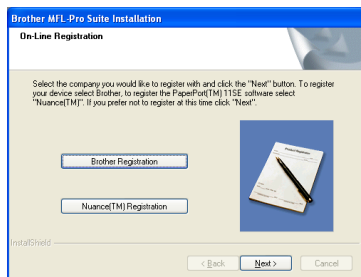 Brother MFL-Pro Suite Installation
On-Line Registration
Select the company you would like to register with and click the "Next" button. To register
your device select Brother, to register the PaperPort(TM) 11SE software select
"Nuance(TM)". If you prefer not to register at this time click "Next".
Brother Registration
Nuance(TM) Registration
InstallShield
< Back
Next >
Cancel